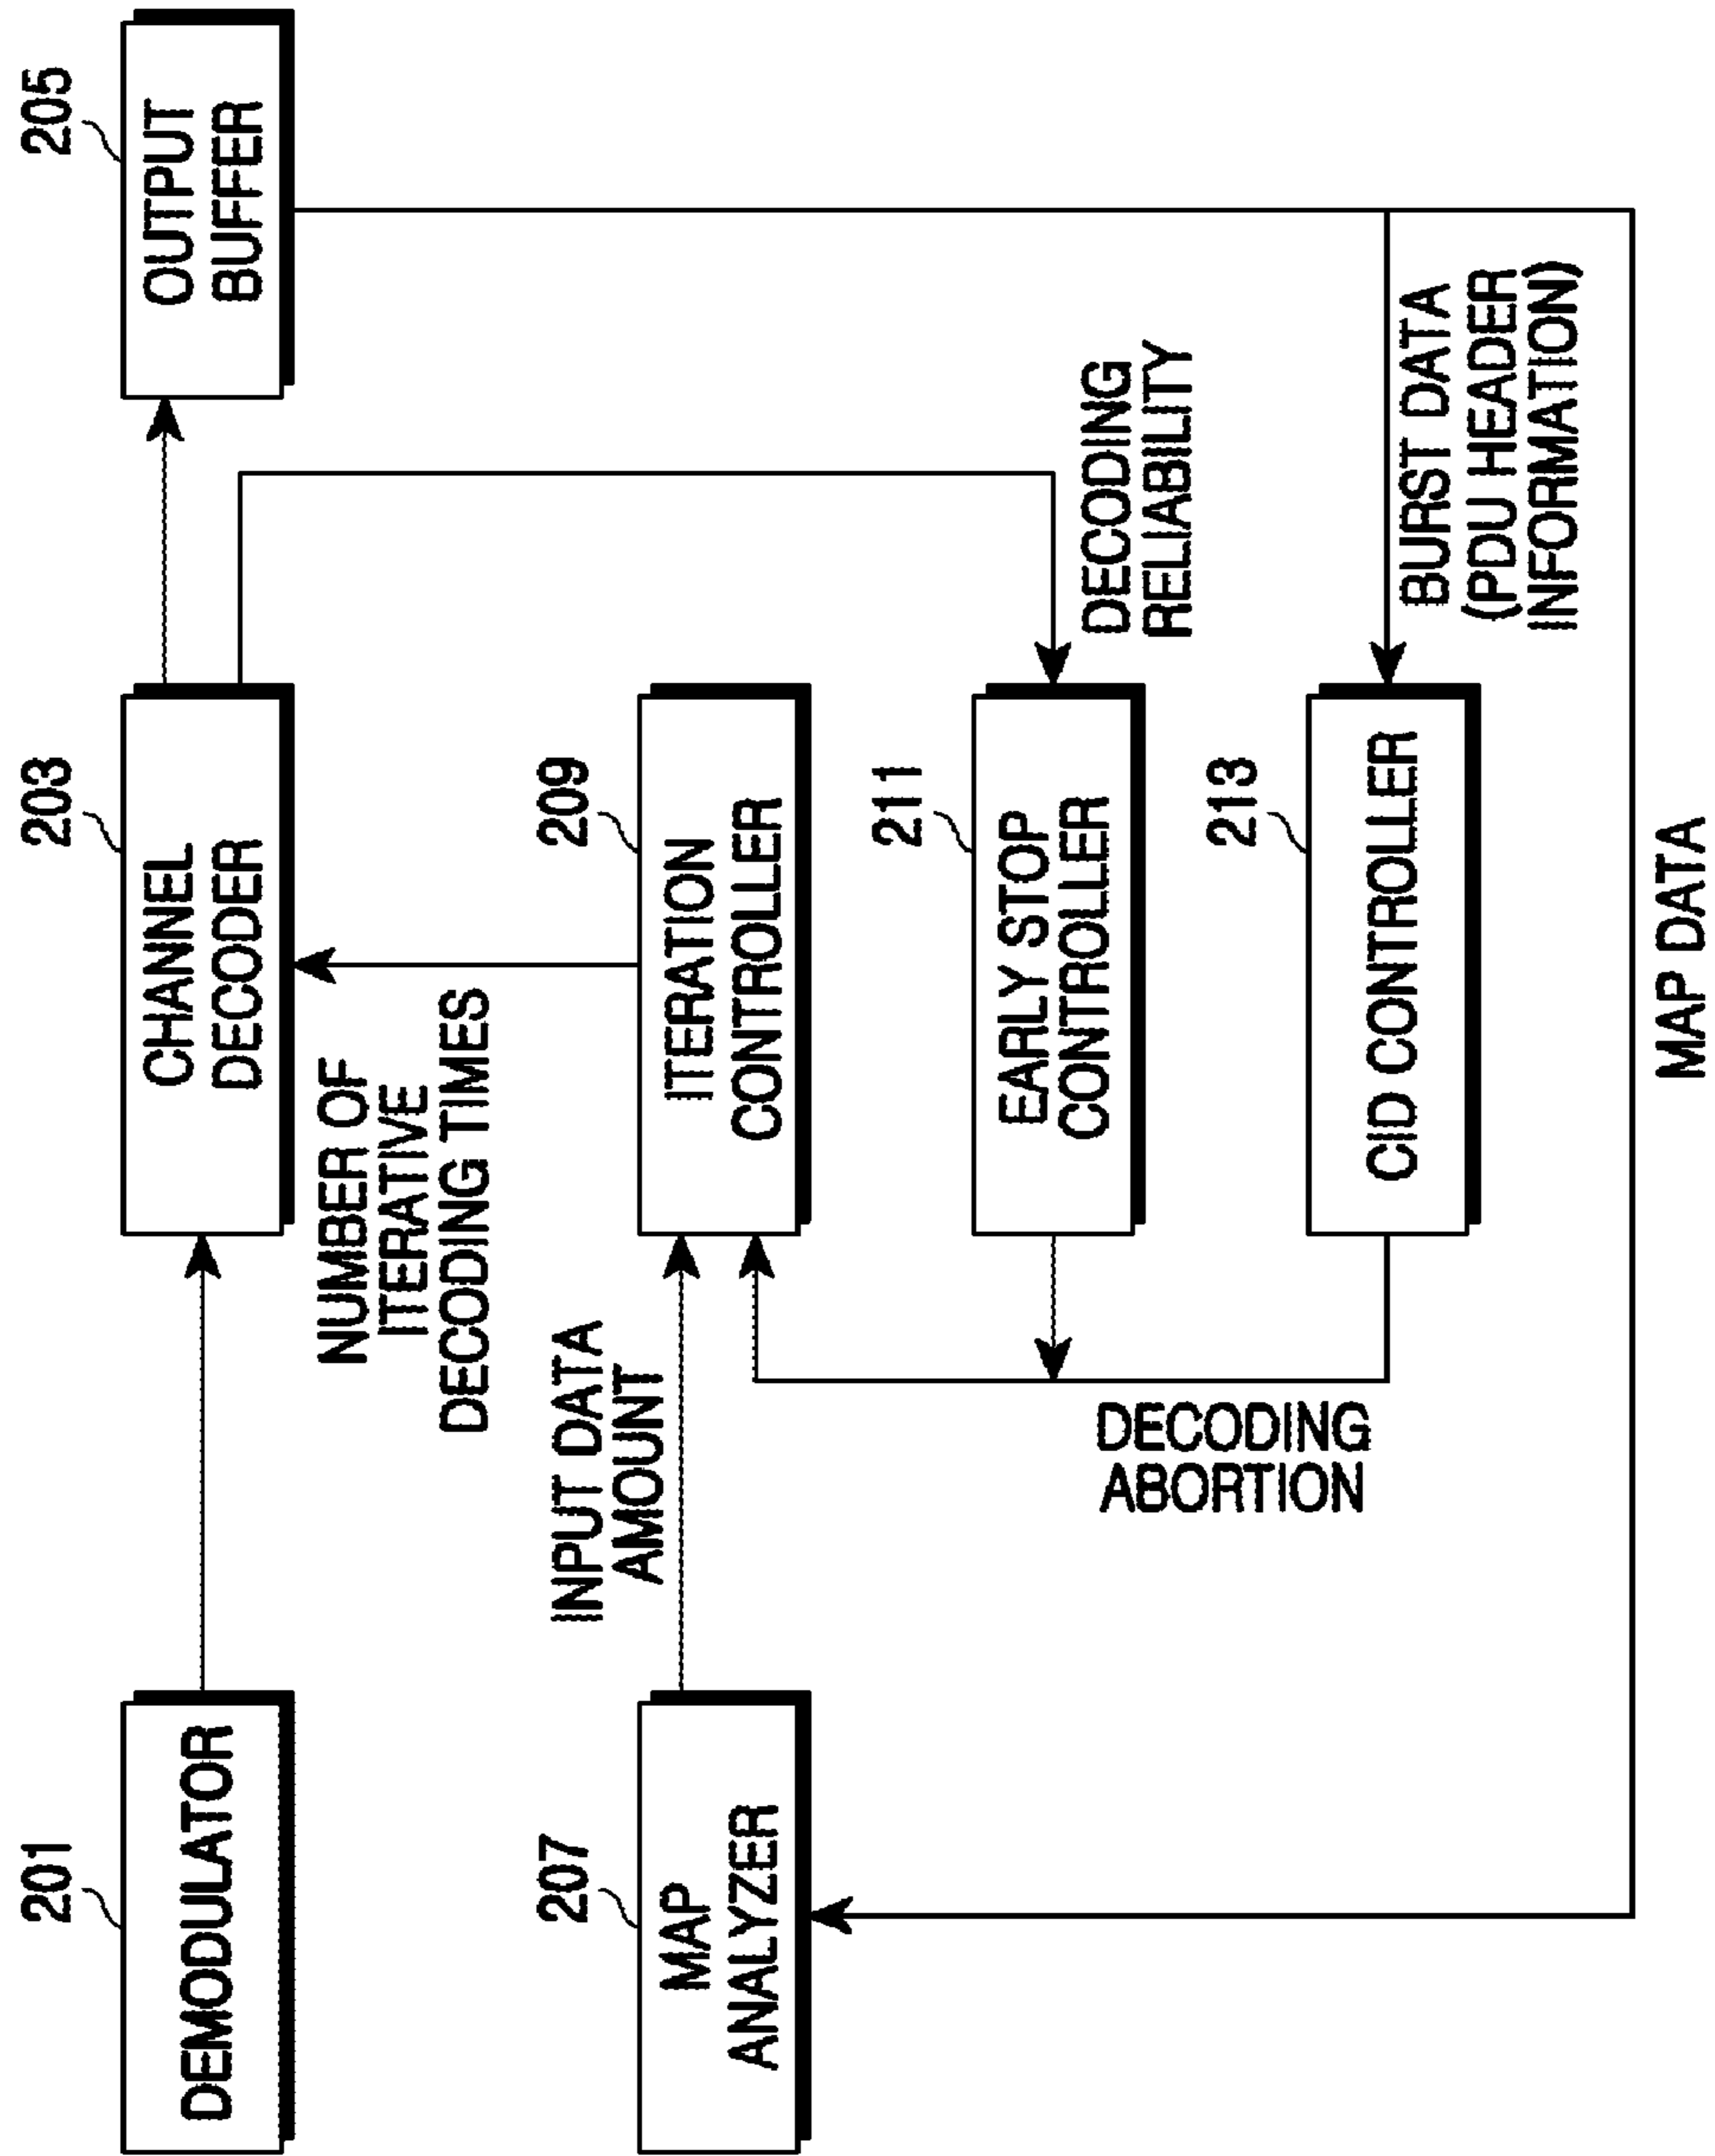 201
DEMODULATOR
203
CHANNEL
DECODER
205
OUTPUT
BUFFER
NUMBER OF
ITERATIVE
DECODING TIMES
207
MAP
ANALYZER
INPUT DATA
AMOUNT
209
ITERATION
CONTROLLER
211
EARLY STOP
CONTROLLER
DECODING
RELIABILITY
DECODING
ABORTION
213
CID CONTROLLER
BURST DATA
(PDU HEADER
INFORMATION)
MAP DATA